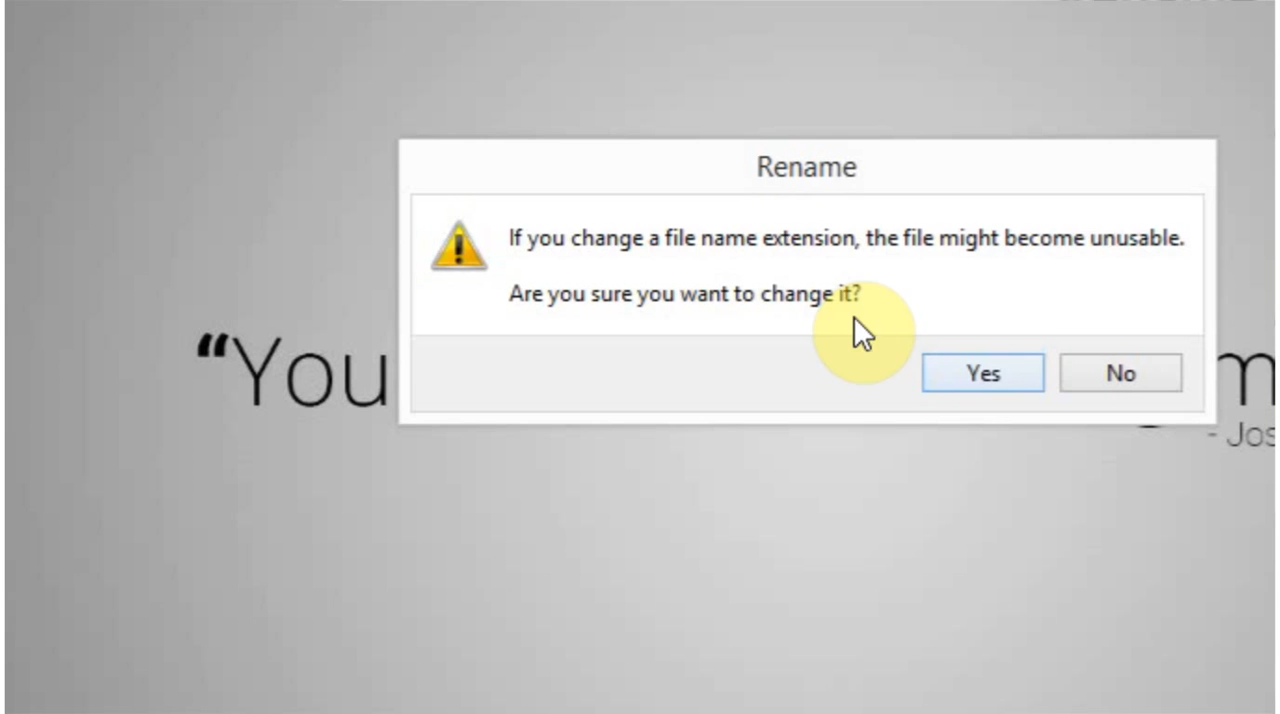 Rename
If you change a file name extension, the file might become unusable.
Are you sure you want to change it?
Yes No
“You
- Jos